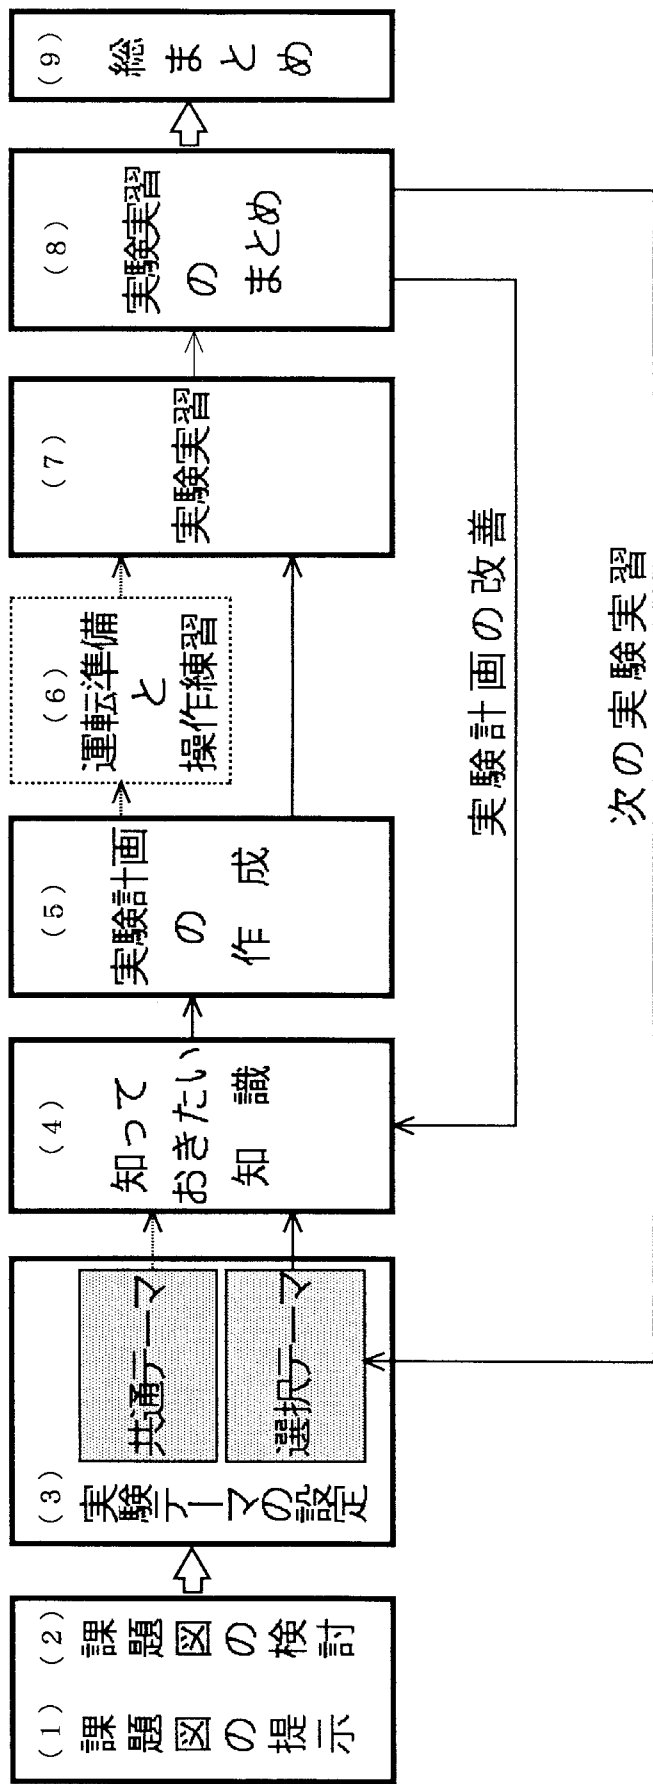 (1) 課題図の提示
(2) 課題図の検討
(3) 実験テーマの設定
共通テーマ
選択テーマ
(4)
知って
おきたい
知識
(5)
実験計画
の
作成
(6)
運転準備
と
操作練習
(7)
実験実習
(8)
実験実習
の
まとめ
(9)
総まとめ
実験計画の改善
次の実験実習